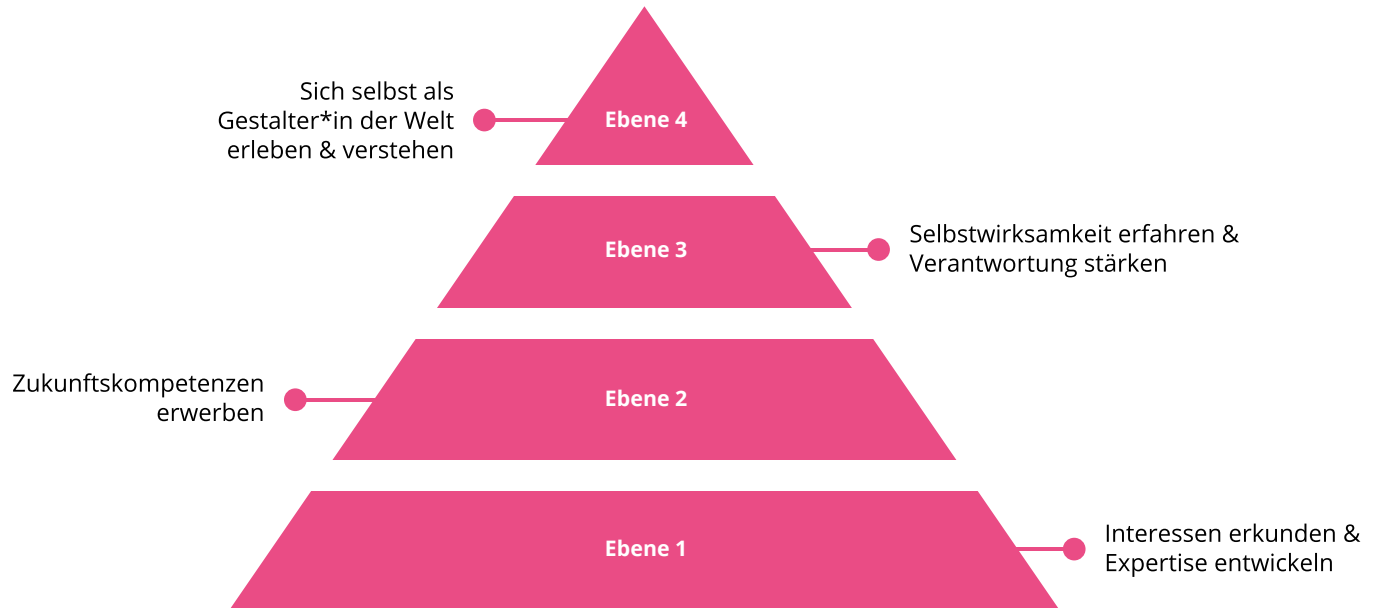 Sich selbst als
Gestalter*in der Welt
erleben & verstehen
Ebene 4
Ebene 3
Selbstwirksamkeit erfahren &
Verantwortung stärken
Zukunftskompetenzen
erwerben
Ebene 2
Ebene 1
Interessen erkunden &
Expertise entwickeln